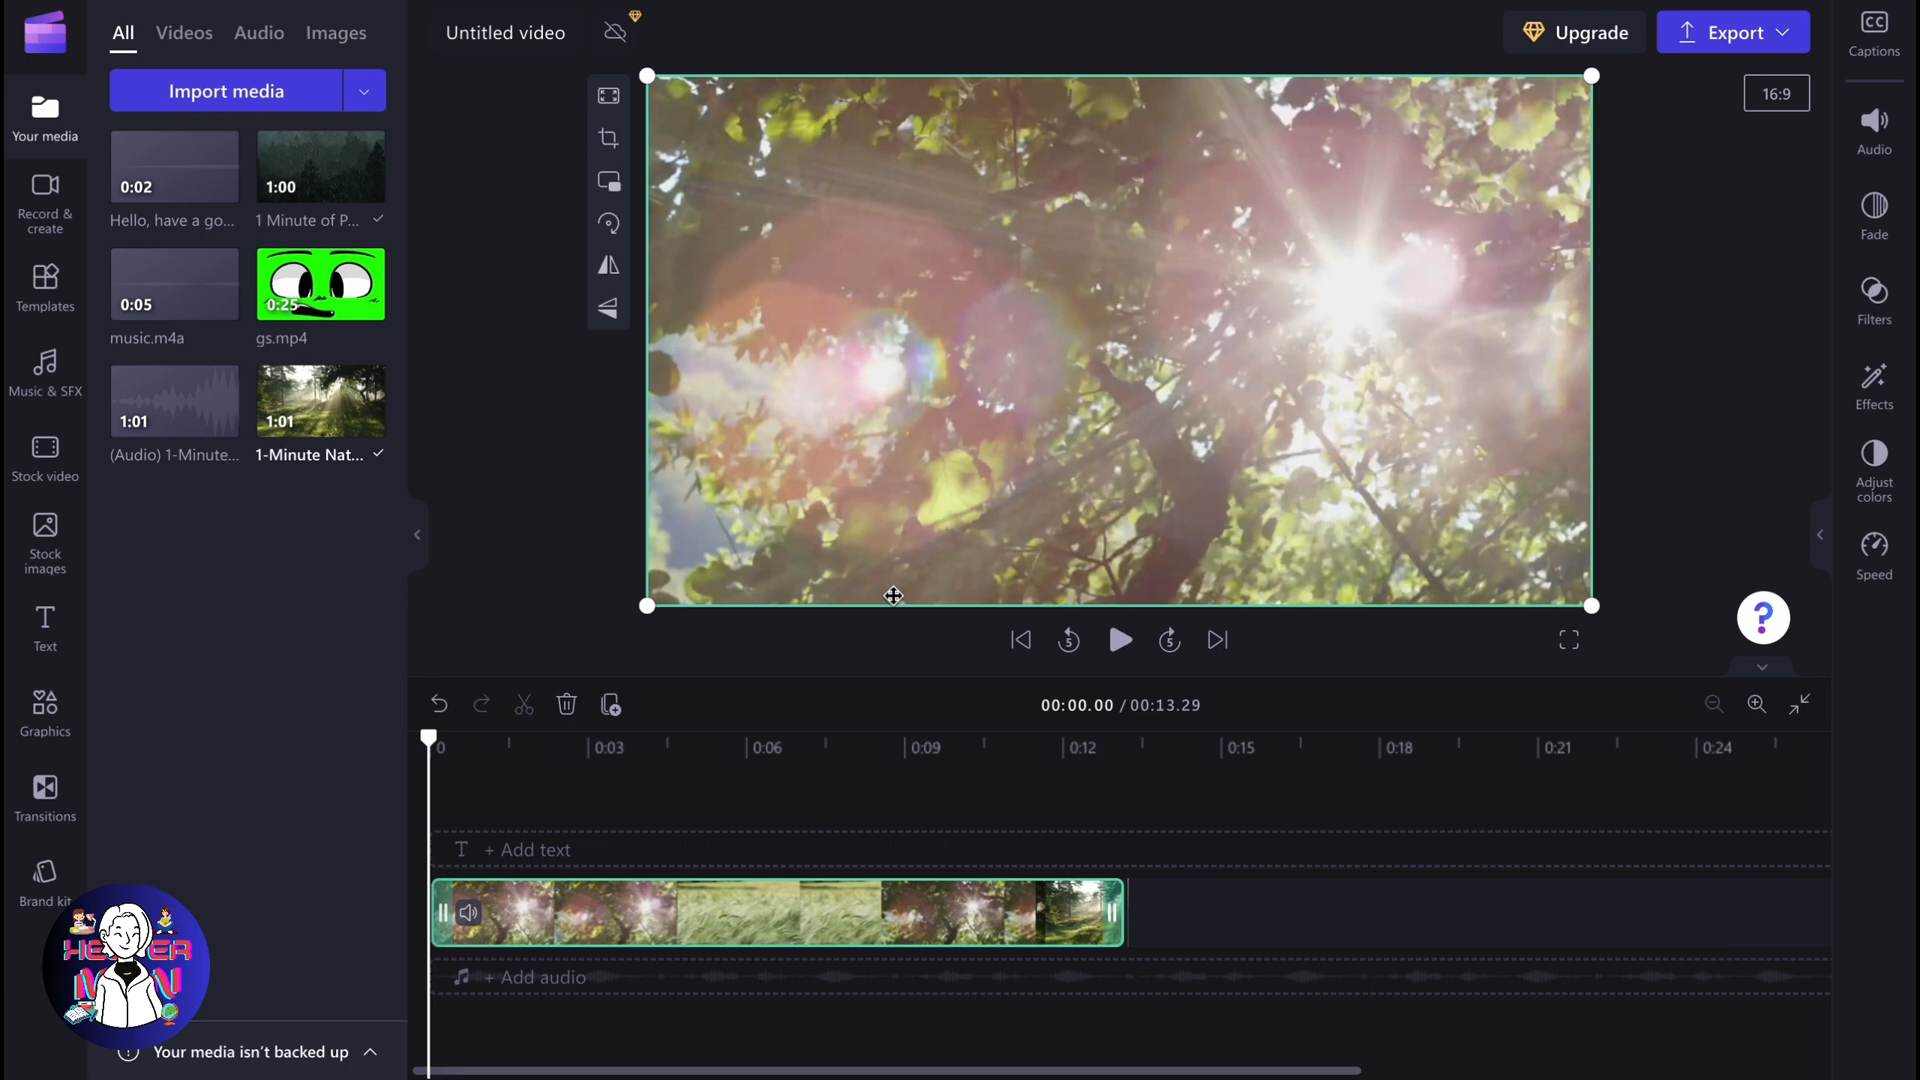 All Videos Audio Images
Untitled video
Upgrade
Export
Captions
Import media
16:9
Your media
0:02
1:00
Hello, have a go...
1 Minute of P...
Audio
Record &
create
Fade
0:05
0:25
music.m4a
gs.mp4
Templates
Filters
1:01
1:01
(Audio) 1-Minute...
1-Minute Nat...
Music & SFX
Effects
Stock video
Adjust
colors
Stock
images
Speed
Text
5
5
?
Graphics
00:00.00 / 00:13.29
0 0:03 0:06 0:09 0:12 0:15 0:18 0:21 0:24
Transitions
T + Add text
Brand kit
+ Add audio
Your media isn't backed up